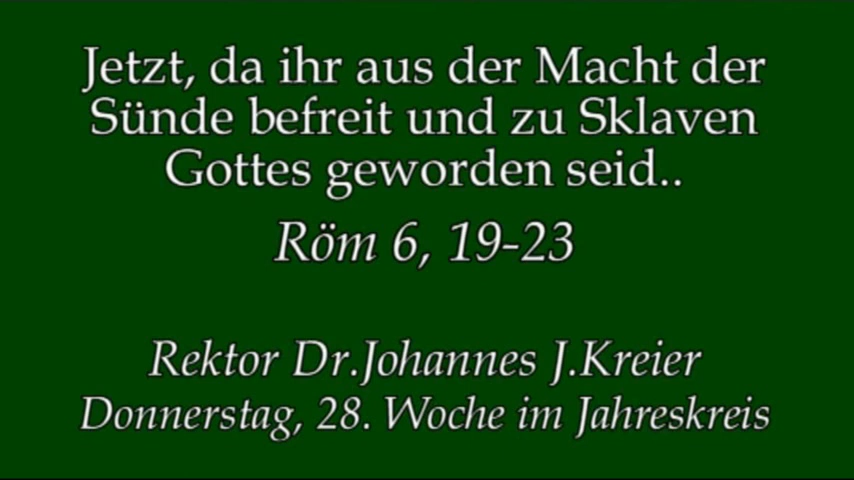 Jetzt, da ihr aus der Macht der
Sünde befreit und zu Sklaven
Gottes geworden seid..
Röm 6, 19-23
Rektor Dr.Johannes J.Kreier
Donnerstag, 28. Woche im Jahreskreis